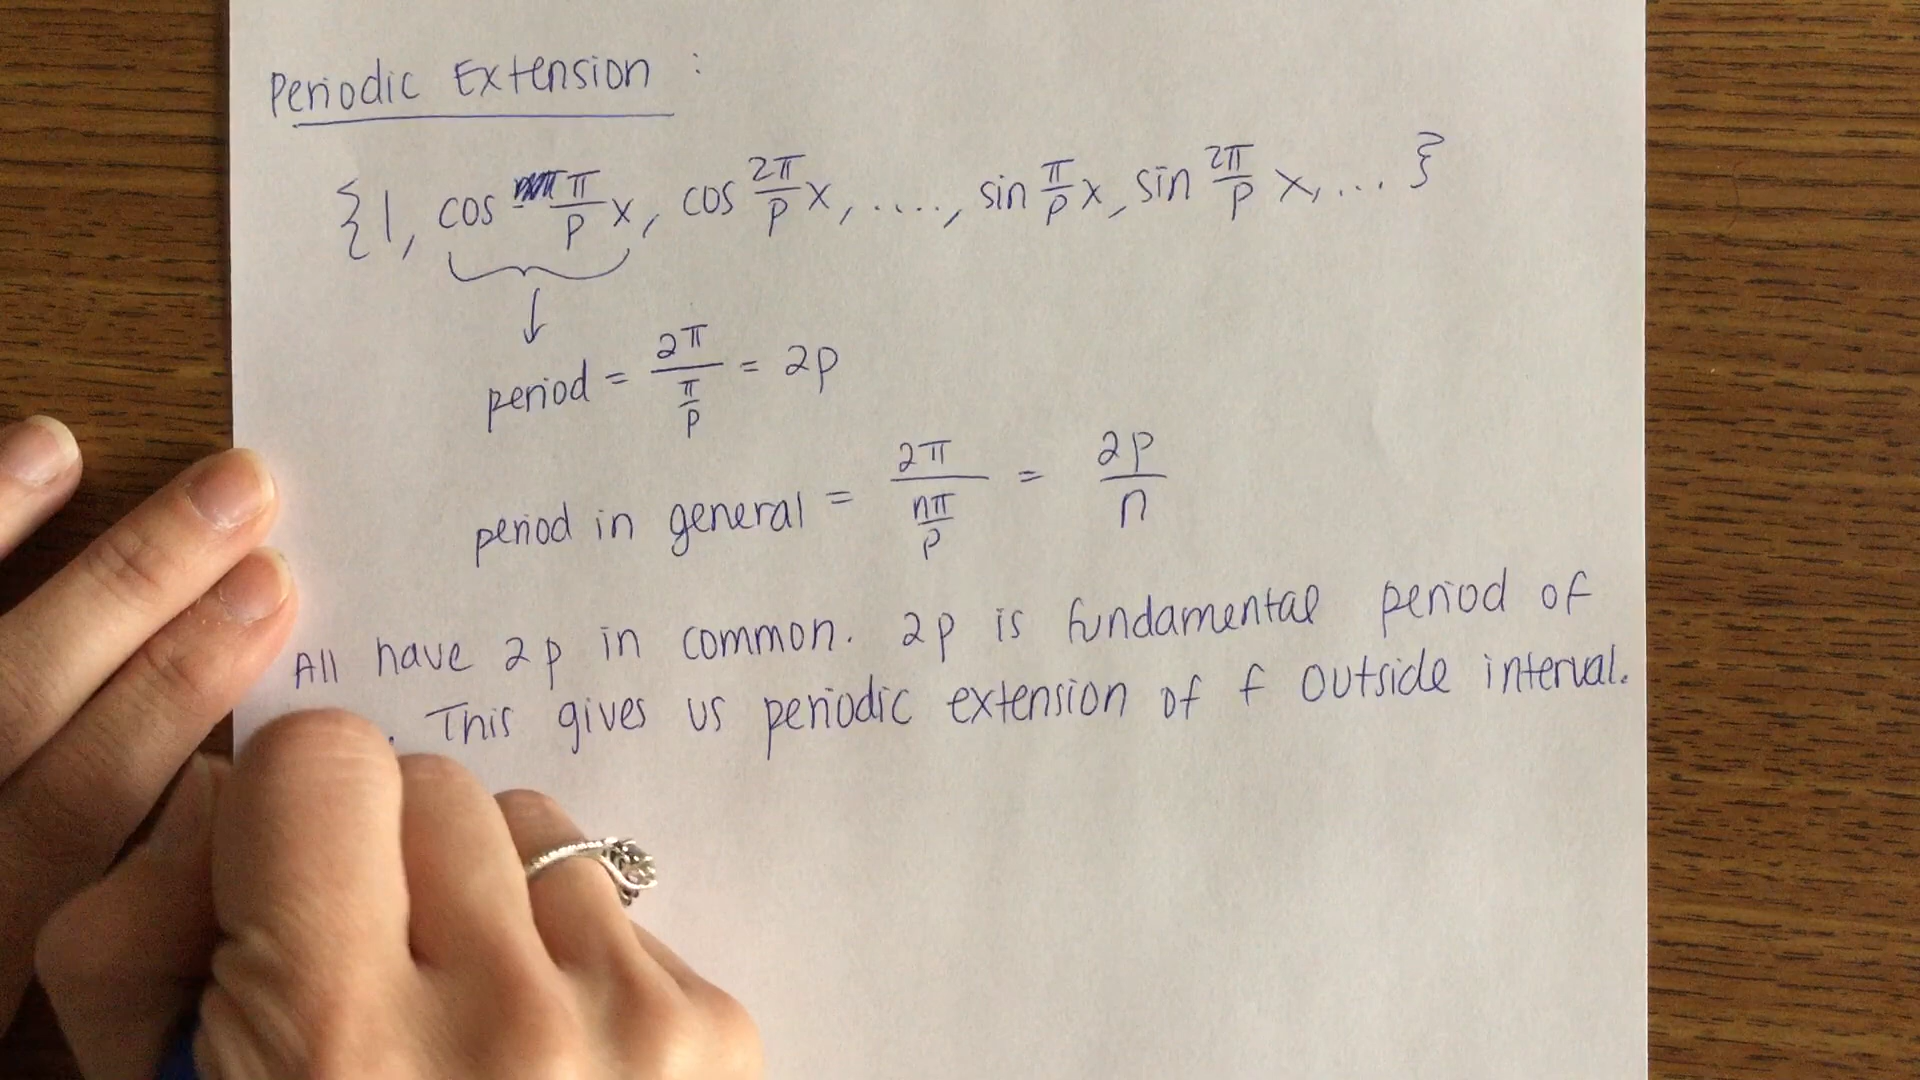 Periodic Extension :
{1, cos π/p x, cos 2π/p x, ...., sin π/p x, sin 2π/p x, ... }
↓
period = 2π/(π/p) = 2p
period in general = 2π/(nπ/p) = 2p/n
All have 2p in common. 2p is fundamental period of
. This gives us periodic extension of f outside interval.